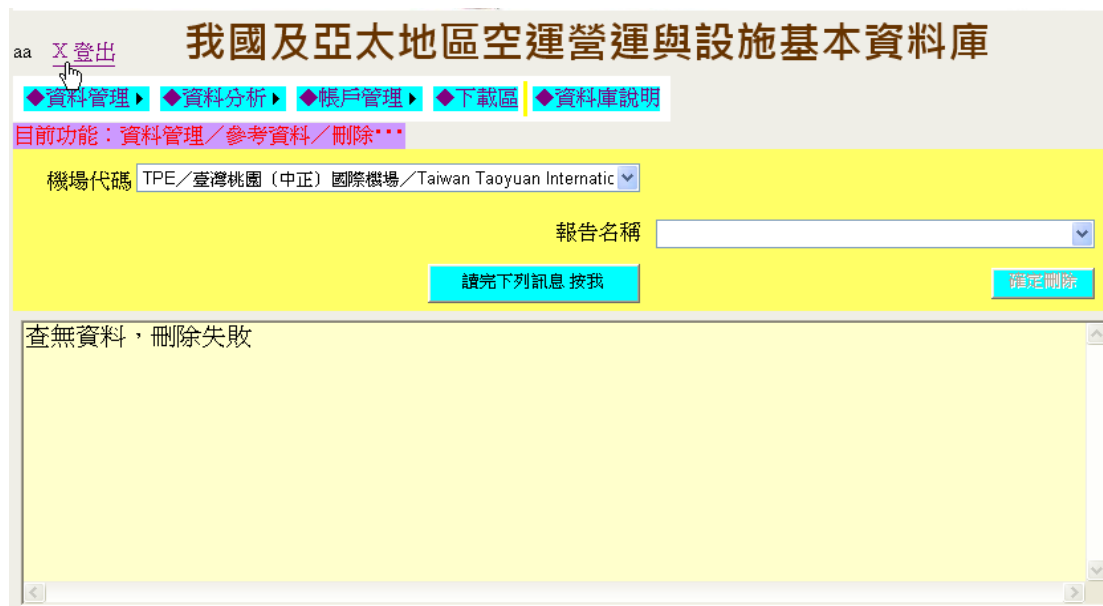 aa X 登出 我國及亞太地區空運營運與設施基本資料庫
◆資料管理 ◆資料分析 ◆帳戶管理 ◆下載區 ◆資料庫說明
目前功能：資料管理／參考資料／刪除‧‧‧
機場代碼 TPE／臺灣桃園（中正）國際機場／Taiwan Taoyuan Internatic
報告名稱
讀完下列訊息 按我 確定刪除
查無資料，刪除失敗